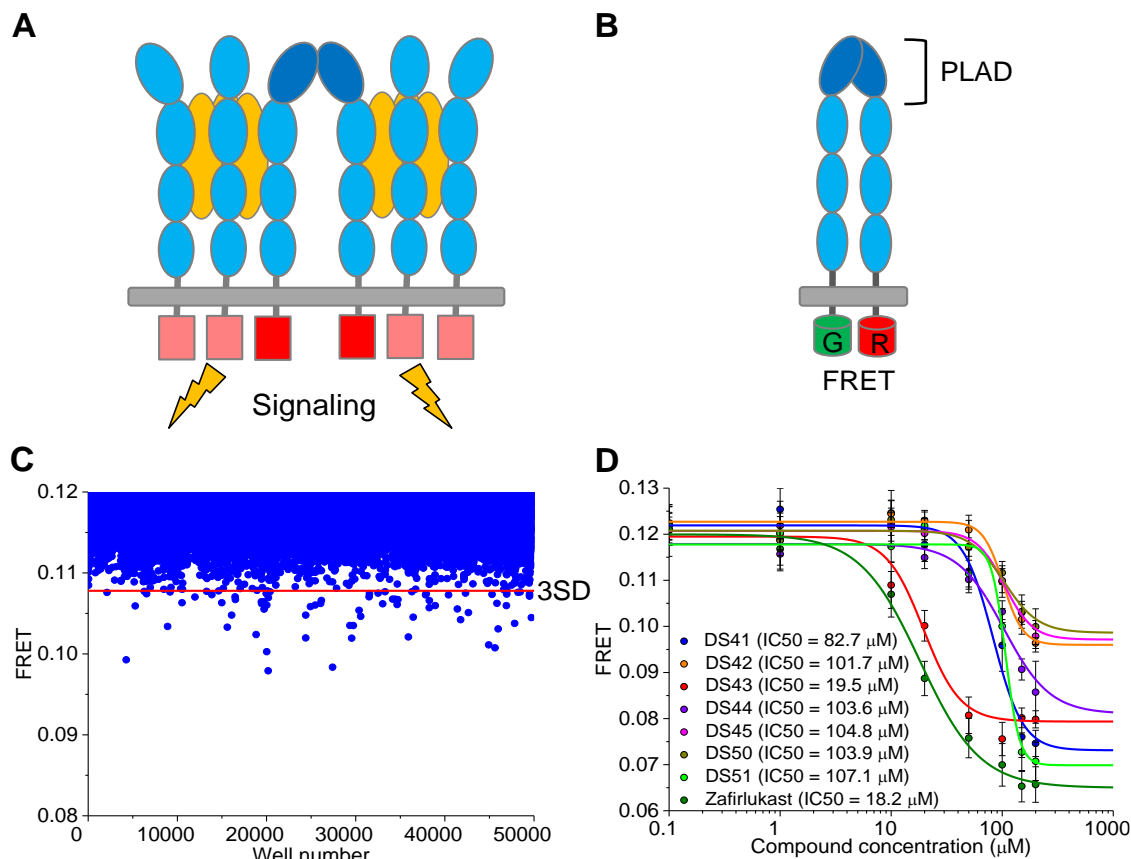 A
B
PLAD
G
R
FRET
Signaling
C
0.12
0.11
0.10
0.09
0.08
FRET
3SD
0
10000
20000
30000
40000
50000
Well number
D
0.13
0.12
0.11
0.10
0.09
0.08
0.07
0.06
FRET
DS41 (IC50 = 82.7 μM)
DS42 (IC50 = 101.7 μM)
DS43 (IC50 = 19.5 μM)
DS44 (IC50 = 103.6 μM)
DS45 (IC50 = 104.8 μM)
DS50 (IC50 = 103.9 μM)
DS51 (IC50 = 107.1 μM)
Zafirlukast (IC50 = 18.2 μM)
0.1
1
10
100
1000
Compound concentration (μM)